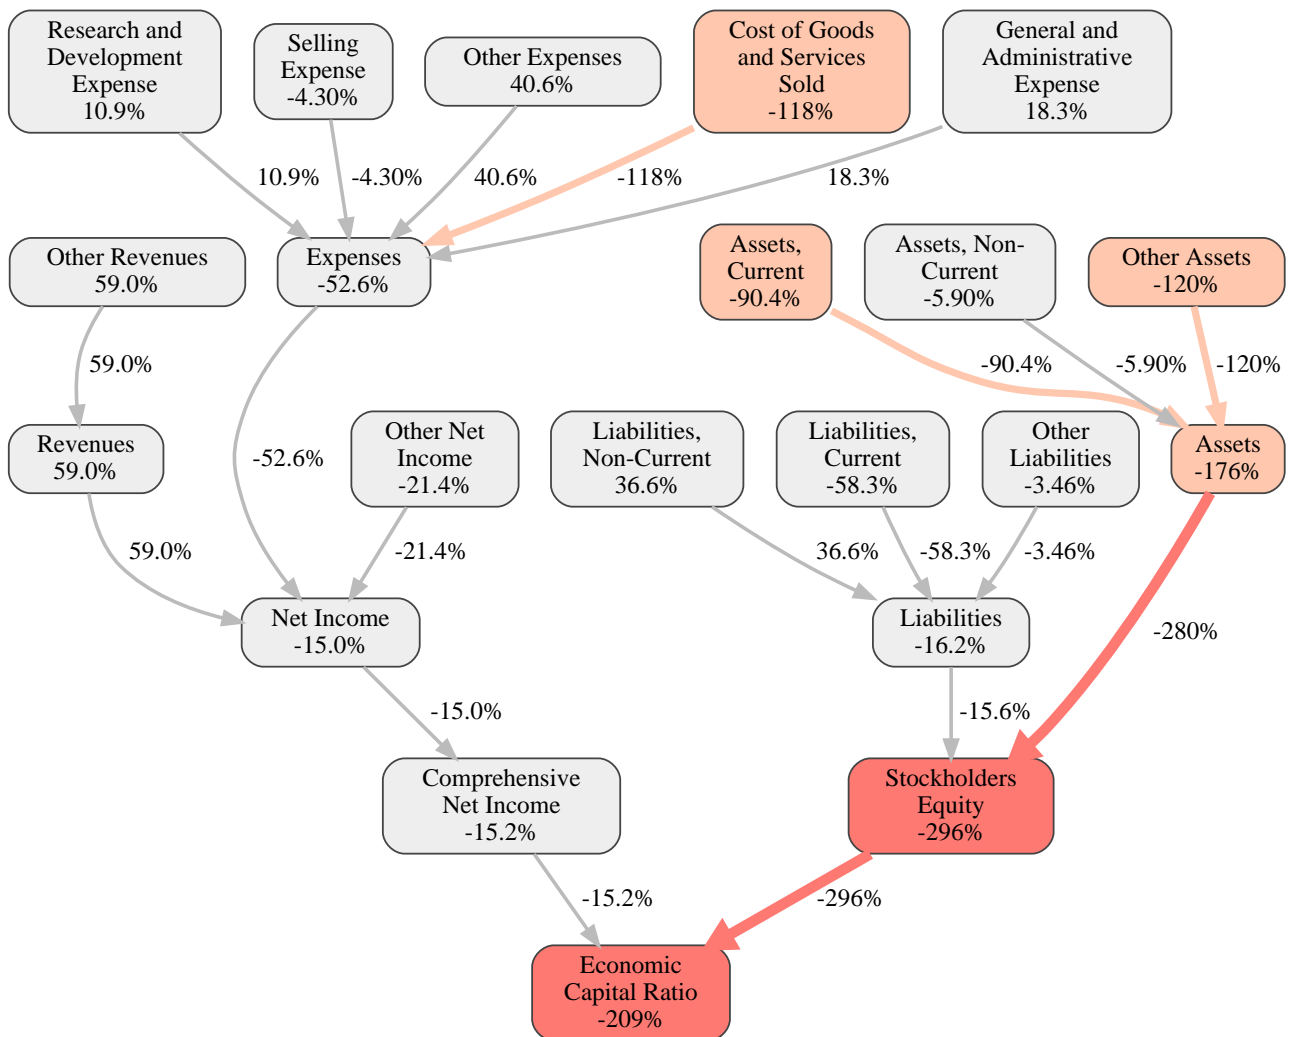 Research and
Development
Expense
10.9%
Selling
Expense
-4.30%
Other Expenses
40.6%
Cost of Goods
and Services
Sold
-118%
General and
Administrative
Expense
18.3%
10.9%
-4.30%
40.6%
-118%
18.3%
Other Revenues
59.0%
Expenses
-52.6%
Assets,
Current
-90.4%
Assets, Non-
Current
-5.90%
Other Assets
-120%
59.0%
-90.4%
-5.90%
-120%
Revenues
59.0%
-52.6%
Other Net
Income
-21.4%
Liabilities,
Non-Current
36.6%
Liabilities,
Current
-58.3%
Other
Liabilities
-3.46%
Assets
-176%
59.0%
-21.4%
36.6%
-58.3%
-3.46%
Net Income
-15.0%
Liabilities
-16.2%
-280%
-15.0%
-15.6%
Comprehensive
Net Income
-15.2%
Stockholders
Equity
-296%
-15.2%
-296%
Economic
Capital Ratio
-209%